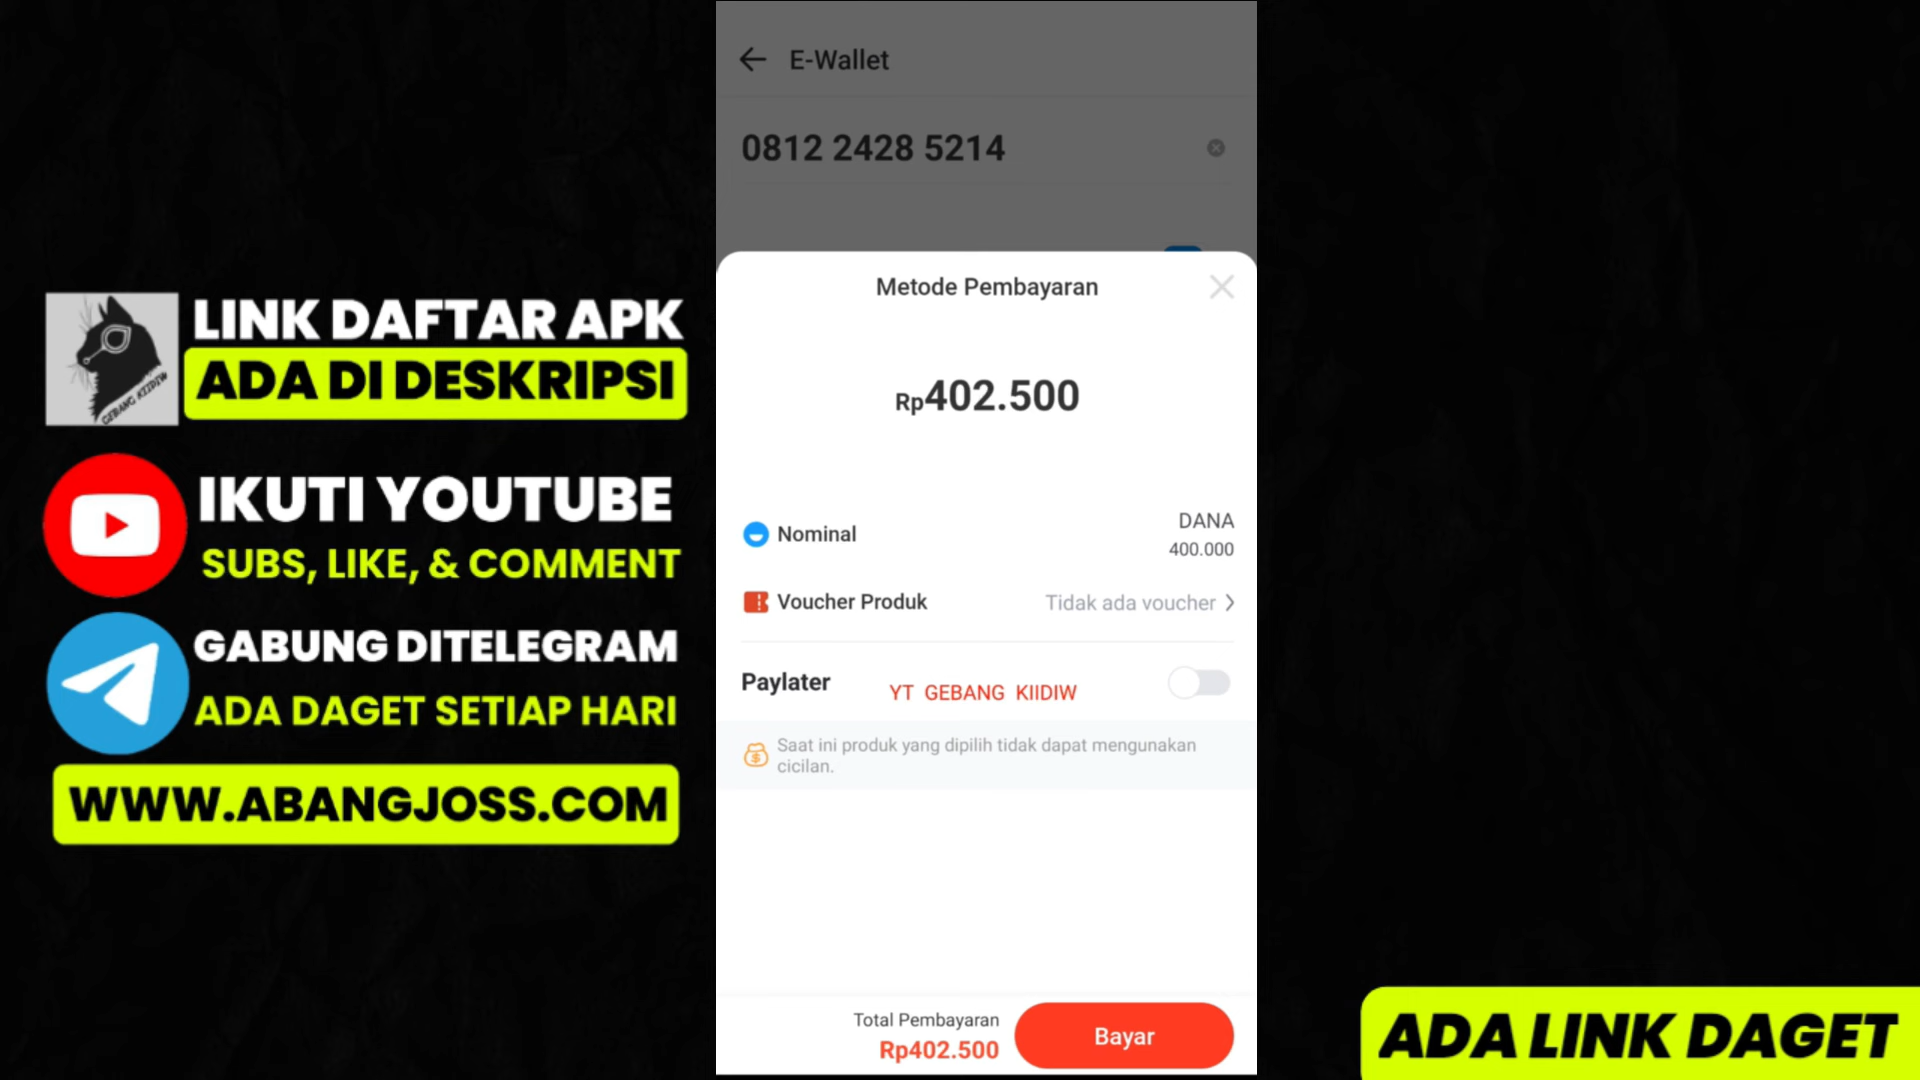 LINK DAFTAR APK
ADA DI DESKRIPSI
GEBANG KIIDIW
IKUTI YOUTUBE
SUBS, LIKE, & COMMENT
GABUNG DITELEGRAM
ADA DAGET SETIAP HARI
WWW.ABANGJOSS.COM
E-Wallet
0812 2428 5214
Metode Pembayaran
Rp402.500
Nominal
DANA
400.000
Voucher Produk
Tidak ada voucher
Paylater
YT GEBANG KIIDIW
Saat ini produk yang dipilih tidak dapat mengunakan
cicilan.
Total Pembayaran
Rp402.500
Bayar
ADA LINK DAGET